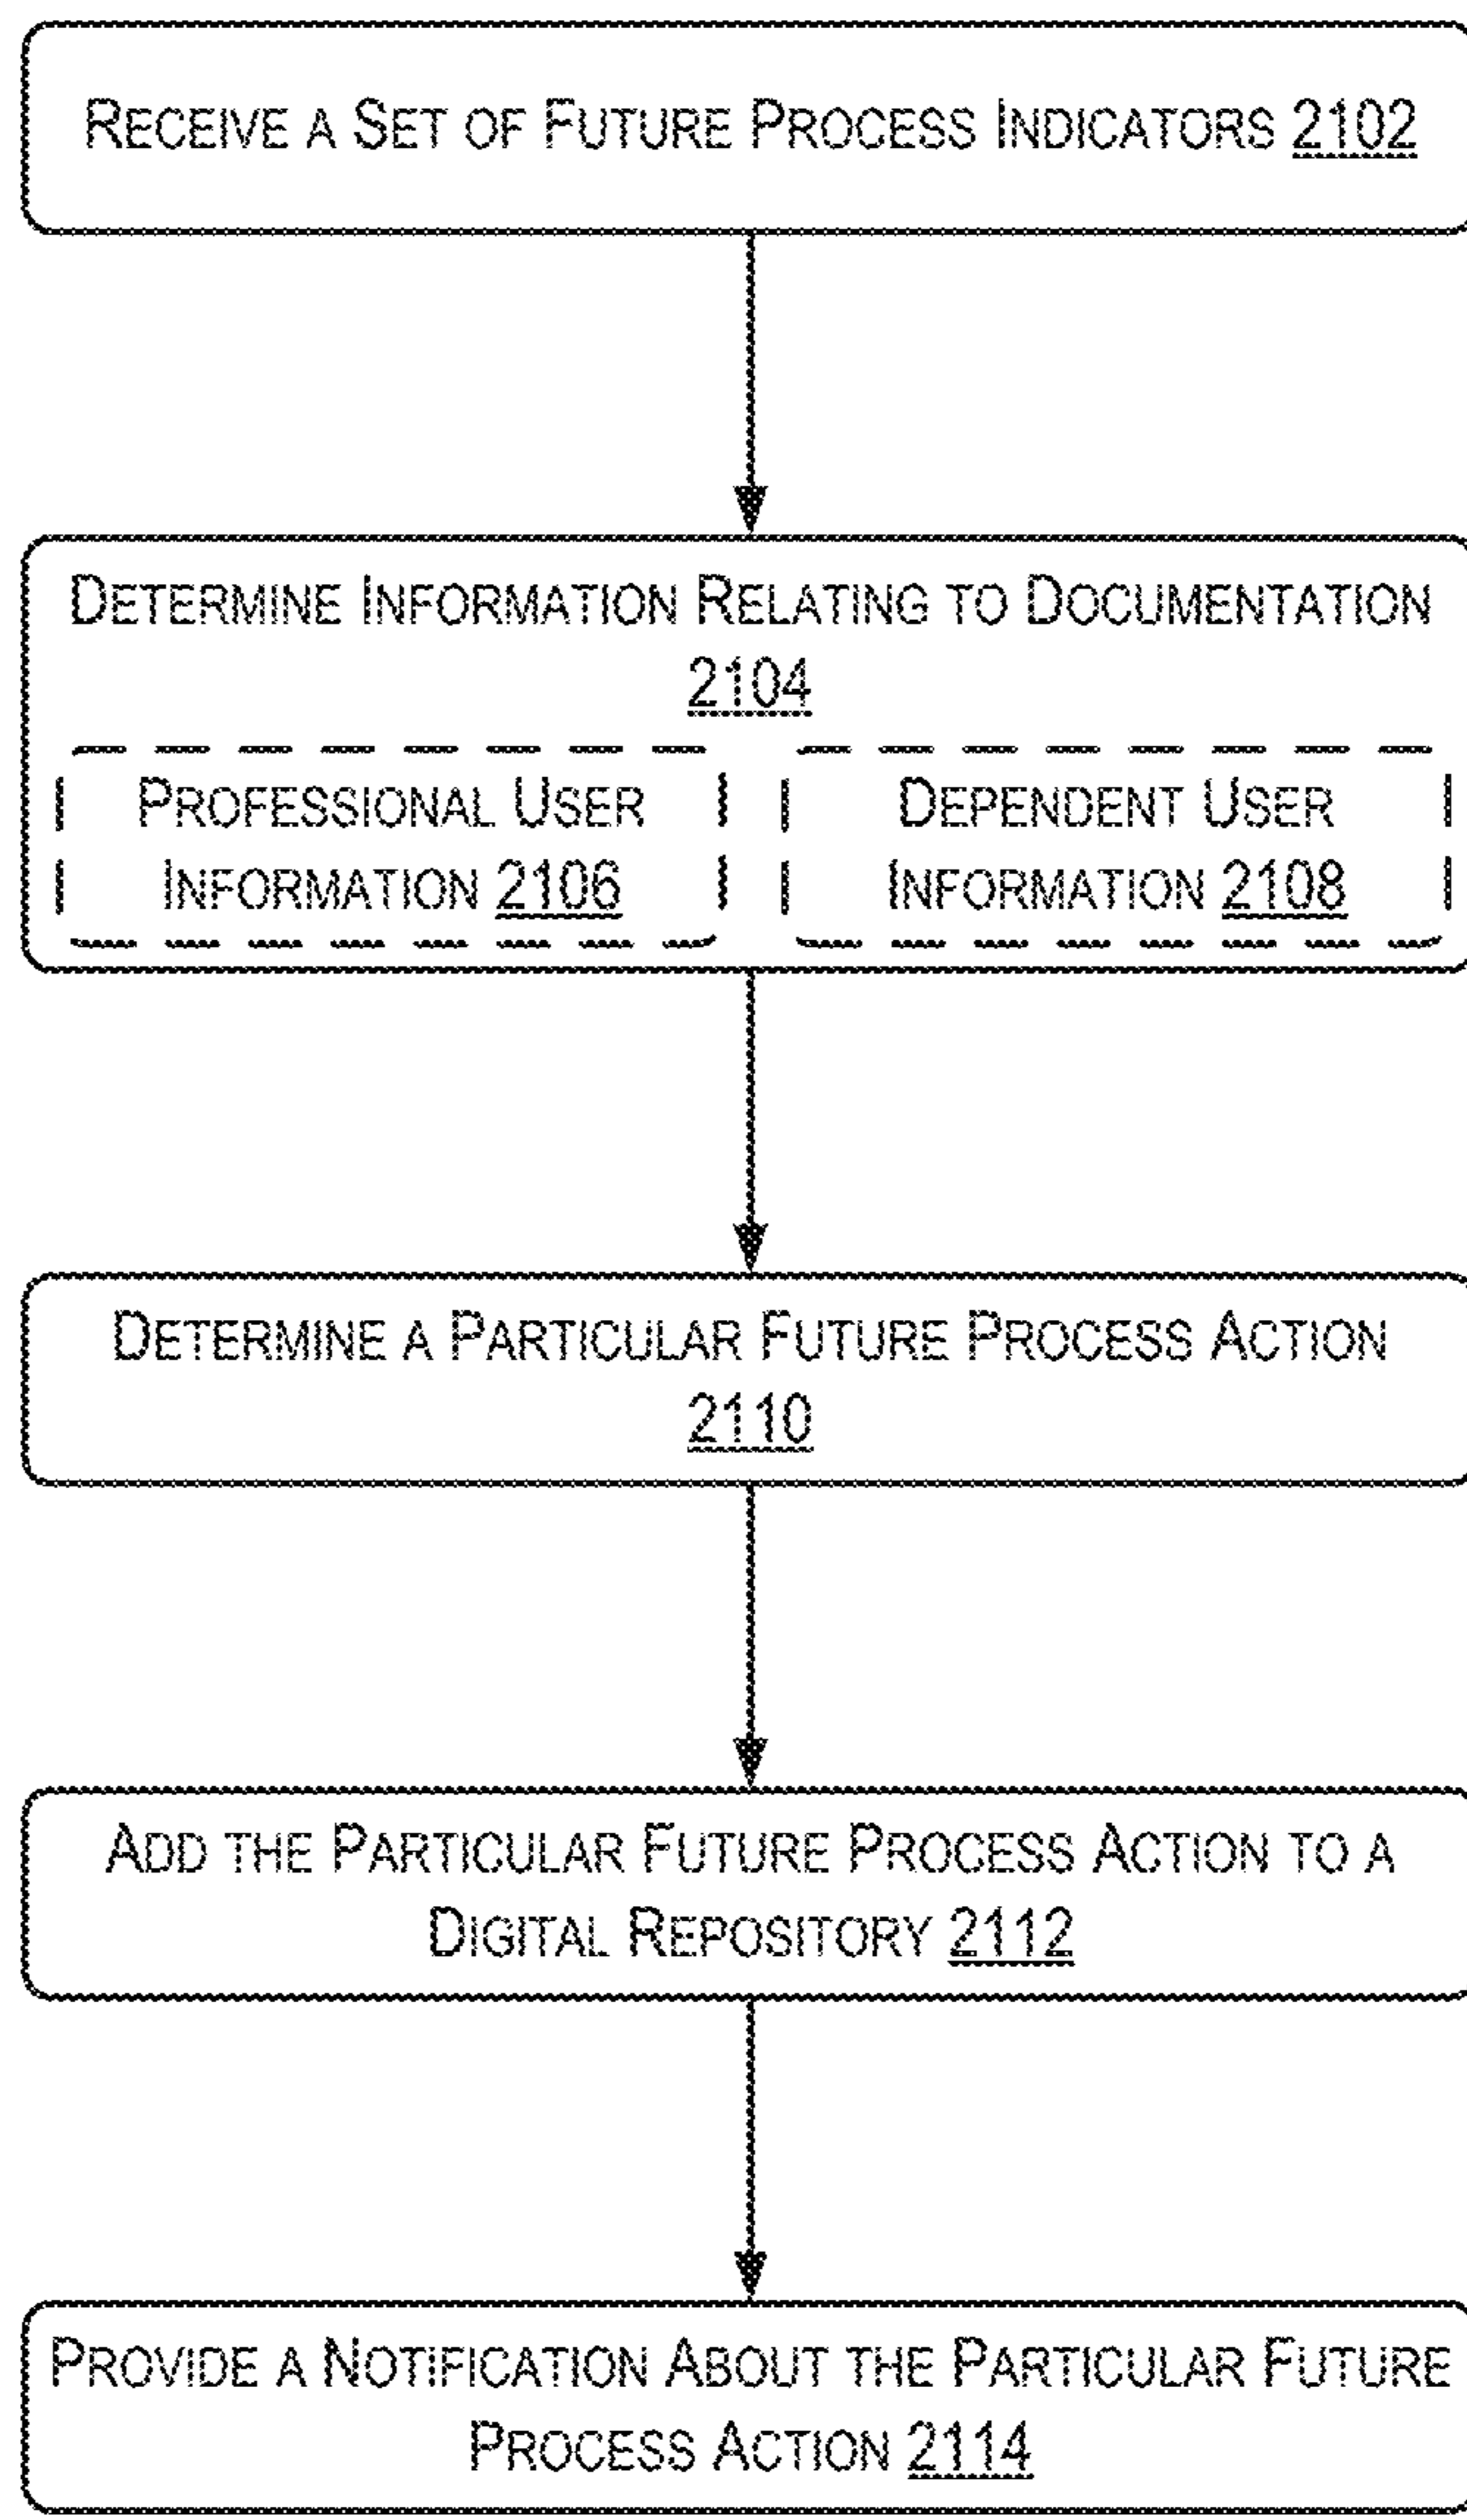 RECEIVE A SET OF FUTURE PROCESS INDICATORS 2102
DETERMINE INFORMATION RELATING TO DOCUMENTATION
2104
PROFESSIONAL USER
INFORMATION 2106
DEPENDENT USER
INFORMATION 2108
DETERMINE A PARTICULAR FUTURE PROCESS ACTION
2110
ADD THE PARTICULAR FUTURE PROCESS ACTION TO A
DIGITAL REPOSITORY 2112
PROVIDE A NOTIFICATION ABOUT THE PARTICULAR FUTURE
PROCESS ACTION 2114